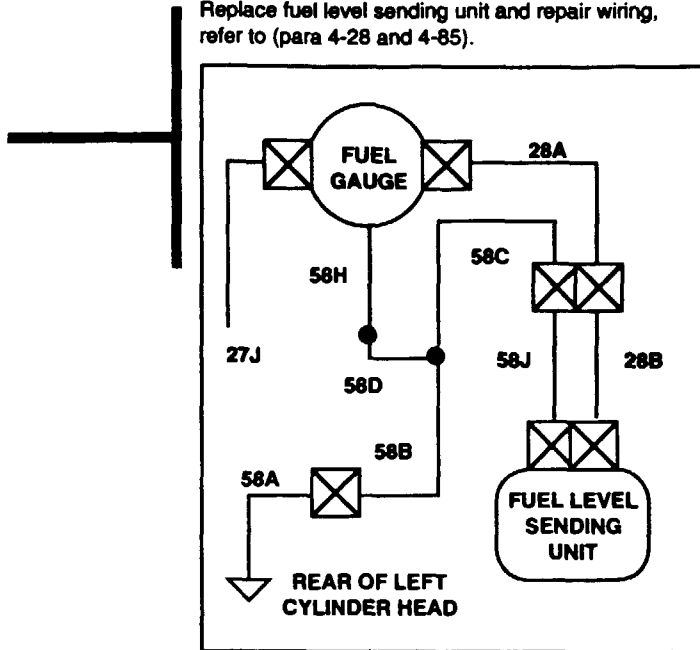 Replace fuel level sending unit and repair wiring,
refer to (para 4-28 and 4-85).
FUEL
GAUGE
28A
58C
58H
27J
58D
58J
28B
58B
58A
FUEL LEVEL
SENDING
UNIT
REAR OF LEFT
CYLINDER HEAD